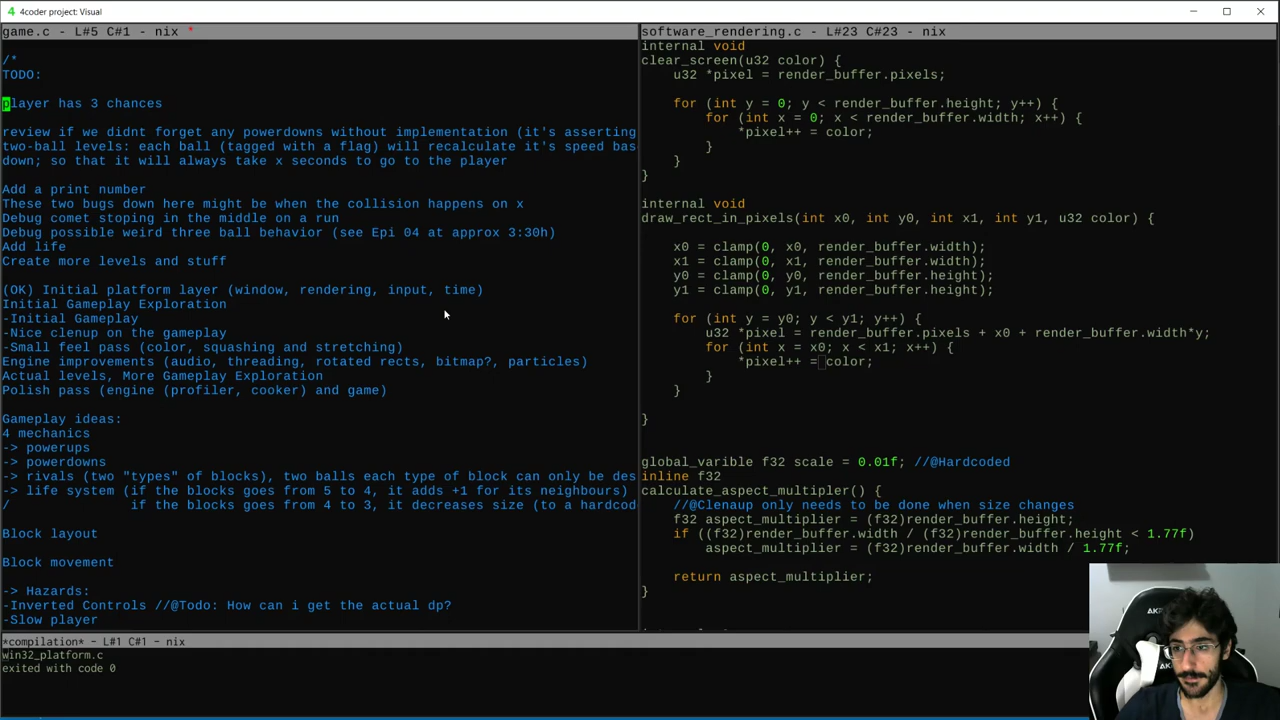 4 4coder project: Visual
game.c - L#5 C#1 - nix *
/*
TODO:
player has 3 chances
review if we didnt forget any powerdowns without implementation (it's asserting
two-ball levels: each ball (tagged with a flag) will recalculate it's speed bas
down; so that it will always take x seconds to go to the player
Add a print number
These two bugs down here might be when the collision happens on x
Debug comet stoping in the middle on a run
Debug possible weird three ball behavior (see Epi 04 at approx 3:30h)
Add life
Create more levels and stuff
(OK) Initial platform layer (window, rendering, input, time)
Initial Gameplay Exploration
-Initial Gameplay
-Nice clenup on the gameplay
-Small feel pass (color, squashing and stretching)
Engine improvements (audio, threading, rotated rects, bitmap?, particles)
Actual levels, More Gameplay Exploration
Polish pass (engine (profiler, cooker) and game)
Gameplay ideas:
4 mechanics
-> powerups
-> powerdowns
-> rivals (two "types" of blocks), two balls each type of block can only be des
-> life system (if the blocks goes from 5 to 4, it adds +1 for its neighbours)
/ if the blocks goes from 4 to 3, it decreases size (to a hardcod
Block layout
Block movement
-> Hazards:
-Inverted Controls //@Todo: How can i get the actual dp?
-Slow player
software_rendering.c - L#23 C#23 - nix
internal void
clear_screen(u32 color) {
u32 *pixel = render_buffer.pixels;
for (int y = 0; y < render_buffer.height; y++) {
for (int x = 0; x < render_buffer.width; x++) {
*pixel++ = color;
}
}
}
internal void
draw_rect_in_pixels(int x0, int y0, int x1, int y1, u32 color) {
x0 = clamp(0, x0, render_buffer.width);
x1 = clamp(0, x1, render_buffer.width);
y0 = clamp(0, y0, render_buffer.height);
y1 = clamp(0, y1, render_buffer.height);
for (int y = y0; y < y1; y++) {
u32 *pixel = render_buffer.pixels + x0 + render_buffer.width*y;
for (int x = x0; x < x1; x++) {
*pixel++ = color;
}
}
}
global_varible f32 scale = 0.01f; //@Hardcoded
inline f32
calculate_aspect_multipler() {
//@Clenaup only needs to be done when size changes
f32 aspect_multiplier = (f32)render_buffer.height;
if ((f32)render_buffer.width / (f32)render_buffer.height < 1.77f)
aspect_multiplier = (f32)render_buffer.width / 1.77f;
return aspect_multiplier;
}
*compilation* - L#1 C#1 - nix
win32_platform.c
exited with code 0